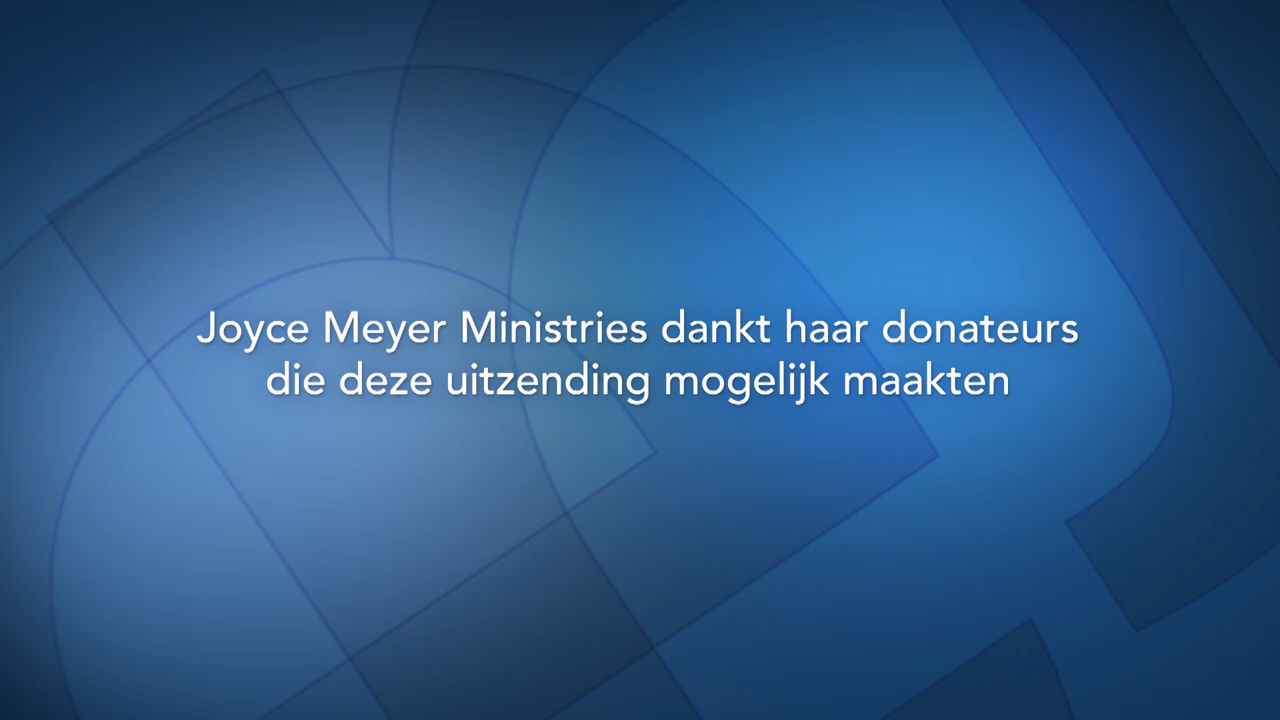 Joyce Meyer Ministries dankt haar donateurs
die deze uitzending mogelijk maakten